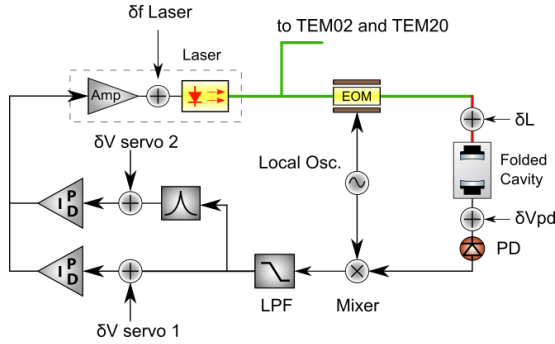 δf Laser
to TEM02 and TEM20
Laser
Amp
EOM
δL
δV servo 2
Local Osc.
Folded
Cavity
P
I
D
δVpd
PD
P
I
D
LPF
Mixer
δV servo 1